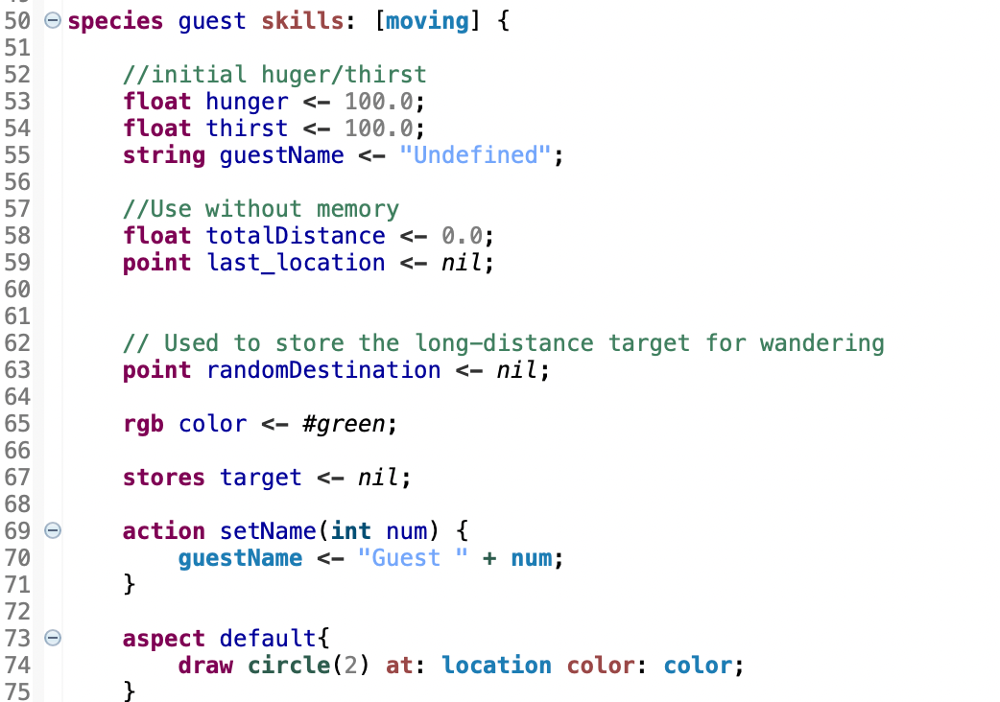 50 species guest skills: [moving] {
51
52 //initial huger/thirst
53 float hunger <- 100.0;
54 float thirst <- 100.0;
55 string guestName <- "Undefined";
56
57 //Use without memory
58 float totalDistance <- 0.0;
59 point last_location <- nil;
60
61
62 // Used to store the long-distance target for wandering
63 point randomDestination <- nil;
64
65 rgb color <- #green;
66
67 stores target <- nil;
68
69 action setName(int num) {
70 guestName <- "Guest " + num;
71 }
72
73 aspect default{
74 draw circle(2) at: location color: color;
75 }